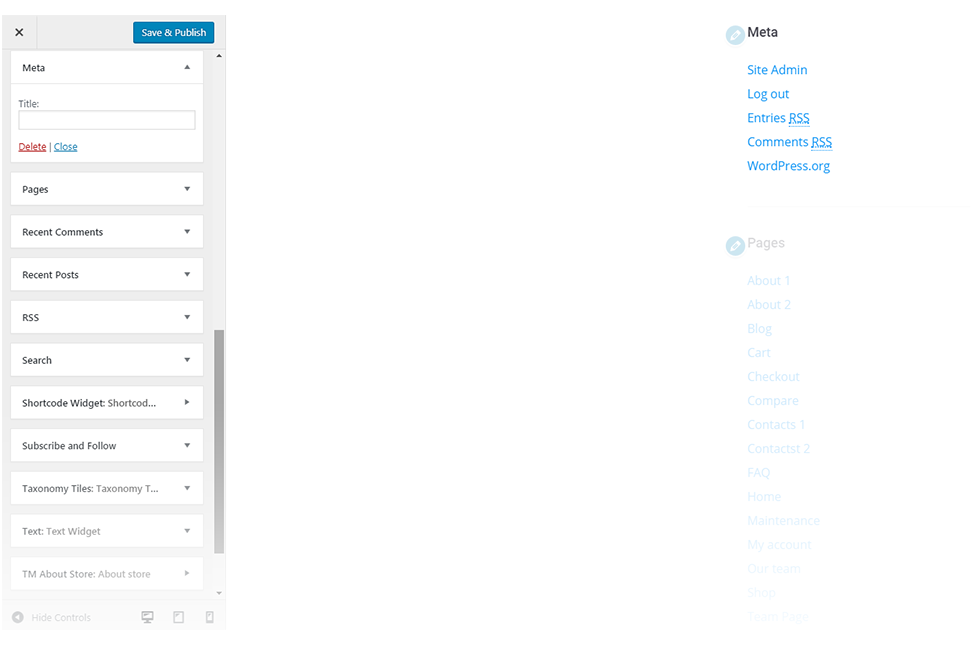 Save & Publish
Meta
Title:
Delete | Close
Pages
Recent Comments
Recent Posts
RSS
Search
Shortcode Widget: Shortcod...
Subscribe and Follow
Taxonomy Tiles: Taxonomy T...
Text: Text Widget
TM About Store: About store
Hide Controls
Meta
Site Admin
Log out
Entries RSS
Comments RSS
WordPress.org
Pages
About 1
About 2
Blog
Cart
Checkout
Compare
Contacts 1
Contactst 2
FAQ
Home
Maintenance
My account
Our team
Shop
Team Page